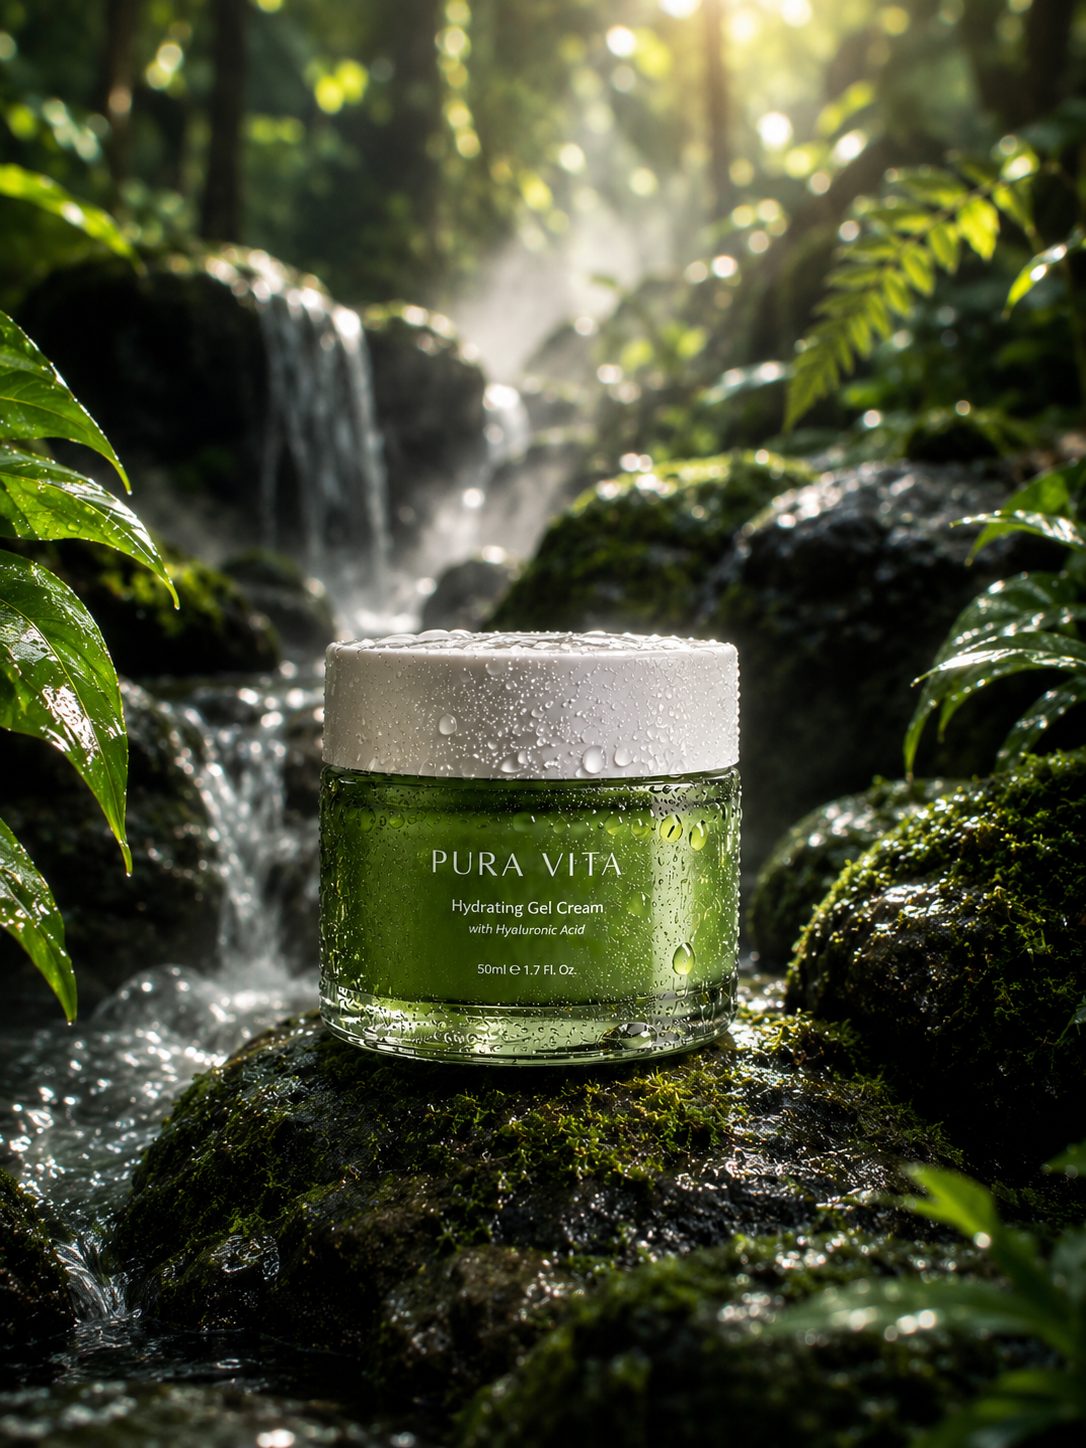 PURA VITA
Hydrating Gel Cream
with Hyaluronic Acid
50ml ℮ 1.7 Fl. Oz.